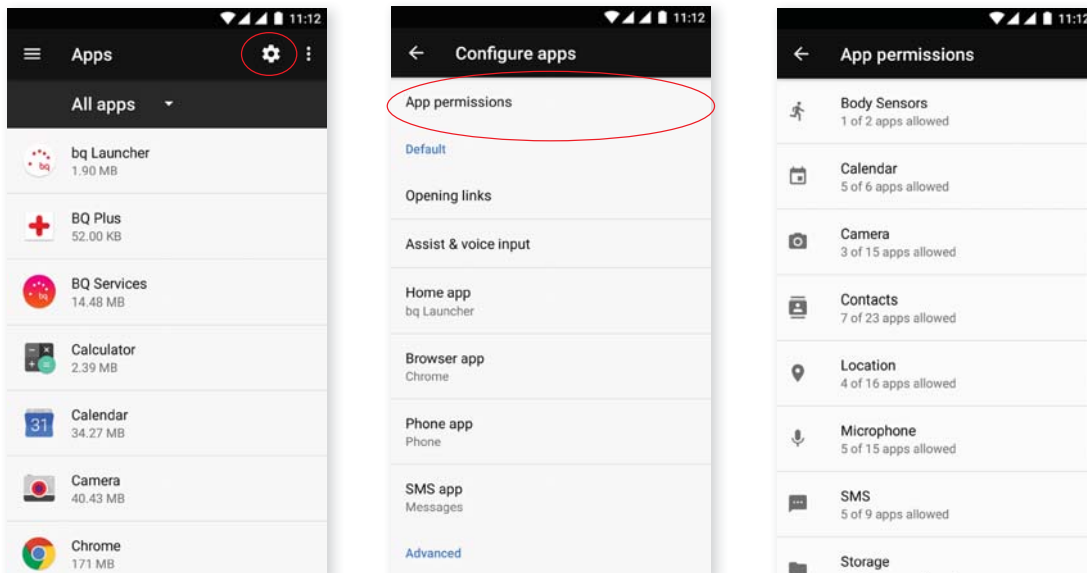 11:12
Apps
All apps
bq Launcher
1.90 MB
BQ Plus
52.00 KB
BQ Services
14.48 MB
Calculator
2.39 MB
31
Calendar
34.27 MB
Camera
40.43 MB
Chrome
171 MB
11:12
Configure apps
App permissions
Default
Opening links
Assist & voice input
Home app
bq Launcher
Browser app
Chrome
Phone app
Phone
SMS app
Messages
Advanced
11:12
App permissions
Body Sensors
1 of 2 apps allowed
Calendar
5 of 6 apps allowed
Camera
3 of 15 apps allowed
Contacts
7 of 23 apps allowed
Location
4 of 16 apps allowed
Microphone
5 of 15 apps allowed
SMS
5 of 9 apps allowed
Storage